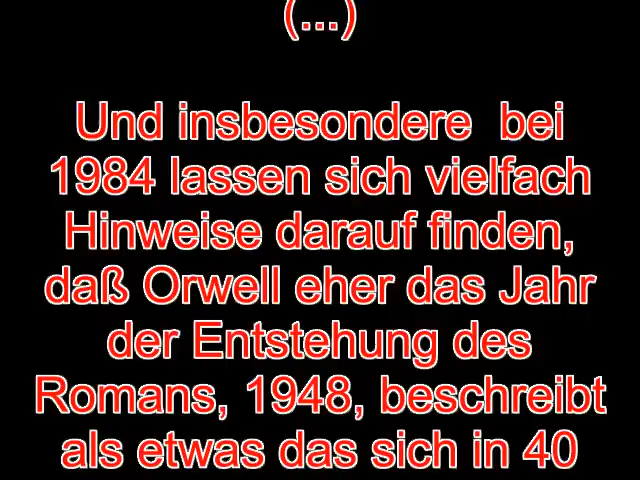 (...)
Und insbesondere  bei
1984 lassen sich vielfach
Hinweise darauf finden,
daß Orwell eher das Jahr
der Entstehung des
Romans, 1948, beschreibt
als etwas das sich in 40